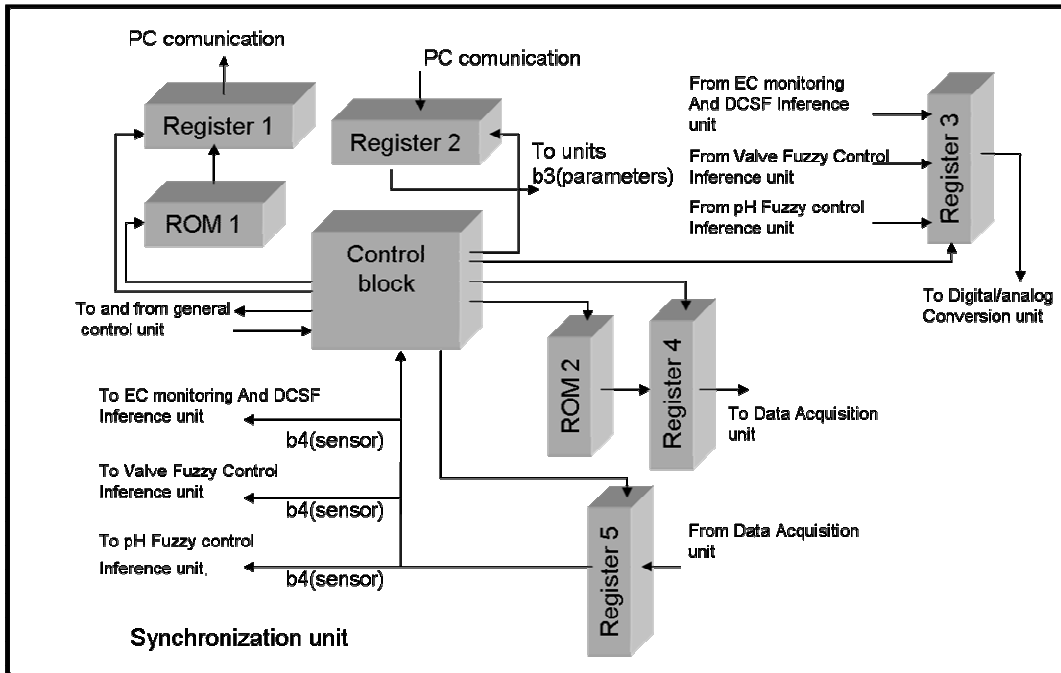 PC comunication
PC comunication
Register 1
Register 2
ROM 1
To units
b3(parameters)
From EC monitoring
And DCSF Inference
unit
From Valve Fuzzy Control
Inference unit
From pH Fuzzy control
Inference unit
Register 3
To Digital/analog
Conversion unit
Control
block
To and from general
control unit
ROM 2
Register 4
To Data Acquisition
unit
To EC monitoring And DCSF
Inference unit
b4(sensor)
To Valve Fuzzy Control
Inference unit
b4(sensor)
To pH Fuzzy control
Inference unit.
b4(sensor)
Register 5
From Data Acquisition
unit
Synchronization unit